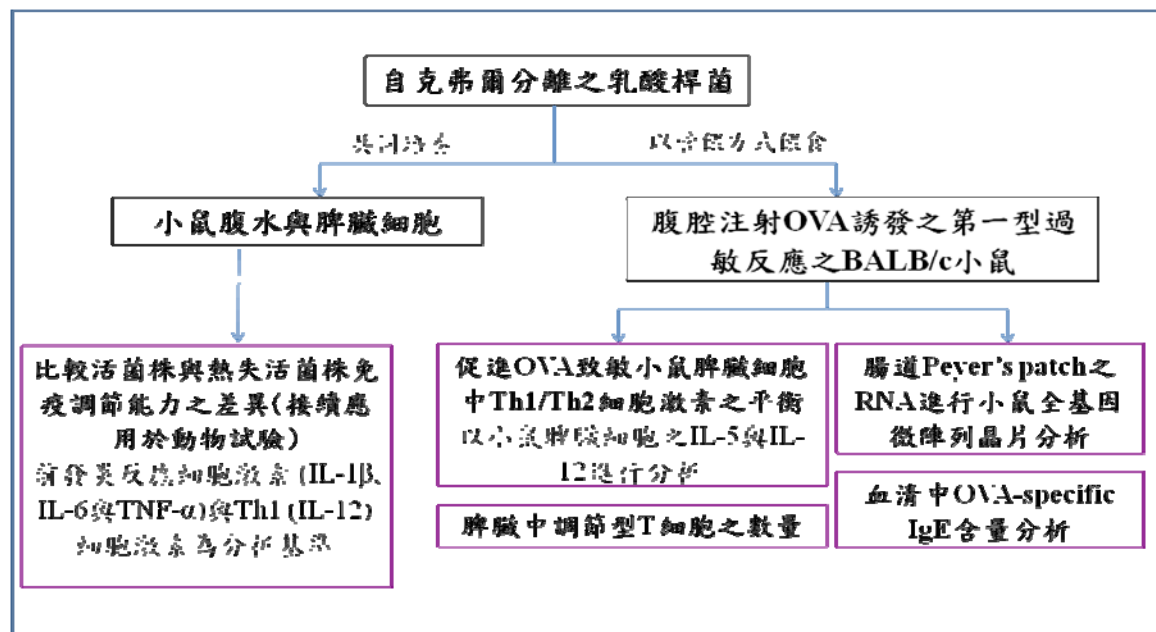 自克弗爾分離之乳酸桿菌
共同培養
以管餵方式餵食
小鼠腹水與脾臟細胞
腹腔注射OVA誘發之第一型過
敏反應之BALB/c小鼠
比較活菌株與熱失活菌株免
疫調節能力之差異(接續應
用於動物試驗)
前發炎反應細胞激素 (IL-1β、
IL-6與TNF-α)與Th1 (IL-12)
細胞激素為分析基準
促進OVA致敏小鼠脾臟細胞
中Th1/Th2細胞激素之平衡
以小鼠脾臟細胞之IL-5與IL-
12進行分析
脾臟中調節型T細胞之數量
腸道Peyer's patch之
RNA進行小鼠全基因
微陣列晶片分析
血清中OVA-specific
IgE含量分析